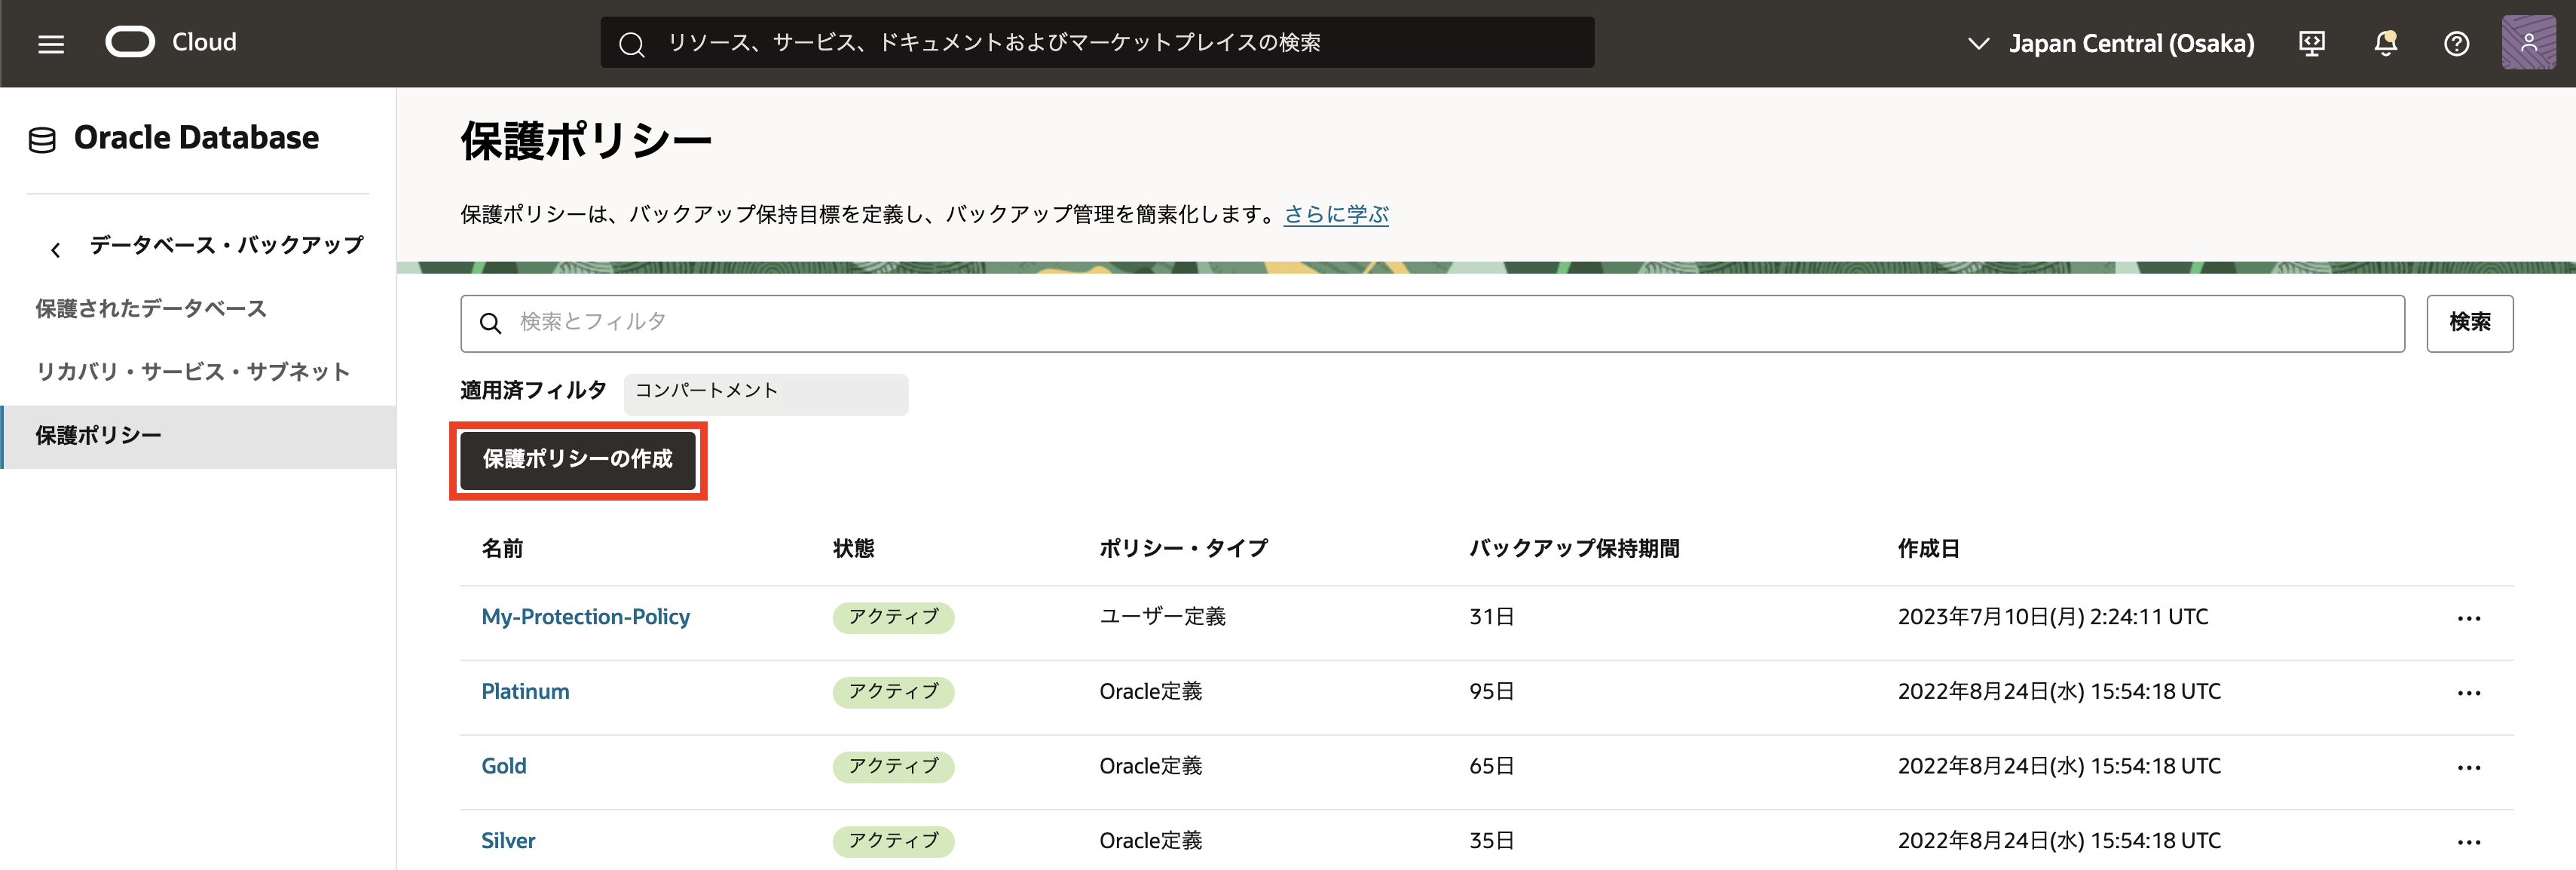 Cloud
リソース、サービス、ドキュメントおよびマーケットプレイスの検索
Japan Central (Osaka)
Oracle Database
データベース・バックアップ
保護されたデータベース
リカバリ・サービス・サブネット
保護ポリシー
保護ポリシー
保護ポリシーは、バックアップ保持目標を定義し、バックアップ管理を簡素化します。さらに学ぶ
検索とフィルタ
検索
適用済フィルタ コンパートメント
保護ポリシーの作成
名前 状態 ポリシー・タイプ バックアップ保持期間 作成日
My-Protection-Policy アクティブ ユーザー定義 31日 2023年7月10日(月) 2:24:11 UTC
Platinum アクティブ Oracle定義 95日 2022年8月24日(水) 15:54:18 UTC
Gold アクティブ Oracle定義 65日 2022年8月24日(水) 15:54:18 UTC
Silver アクティブ Oracle定義 35日 2022年8月24日(水) 15:54:18 UTC